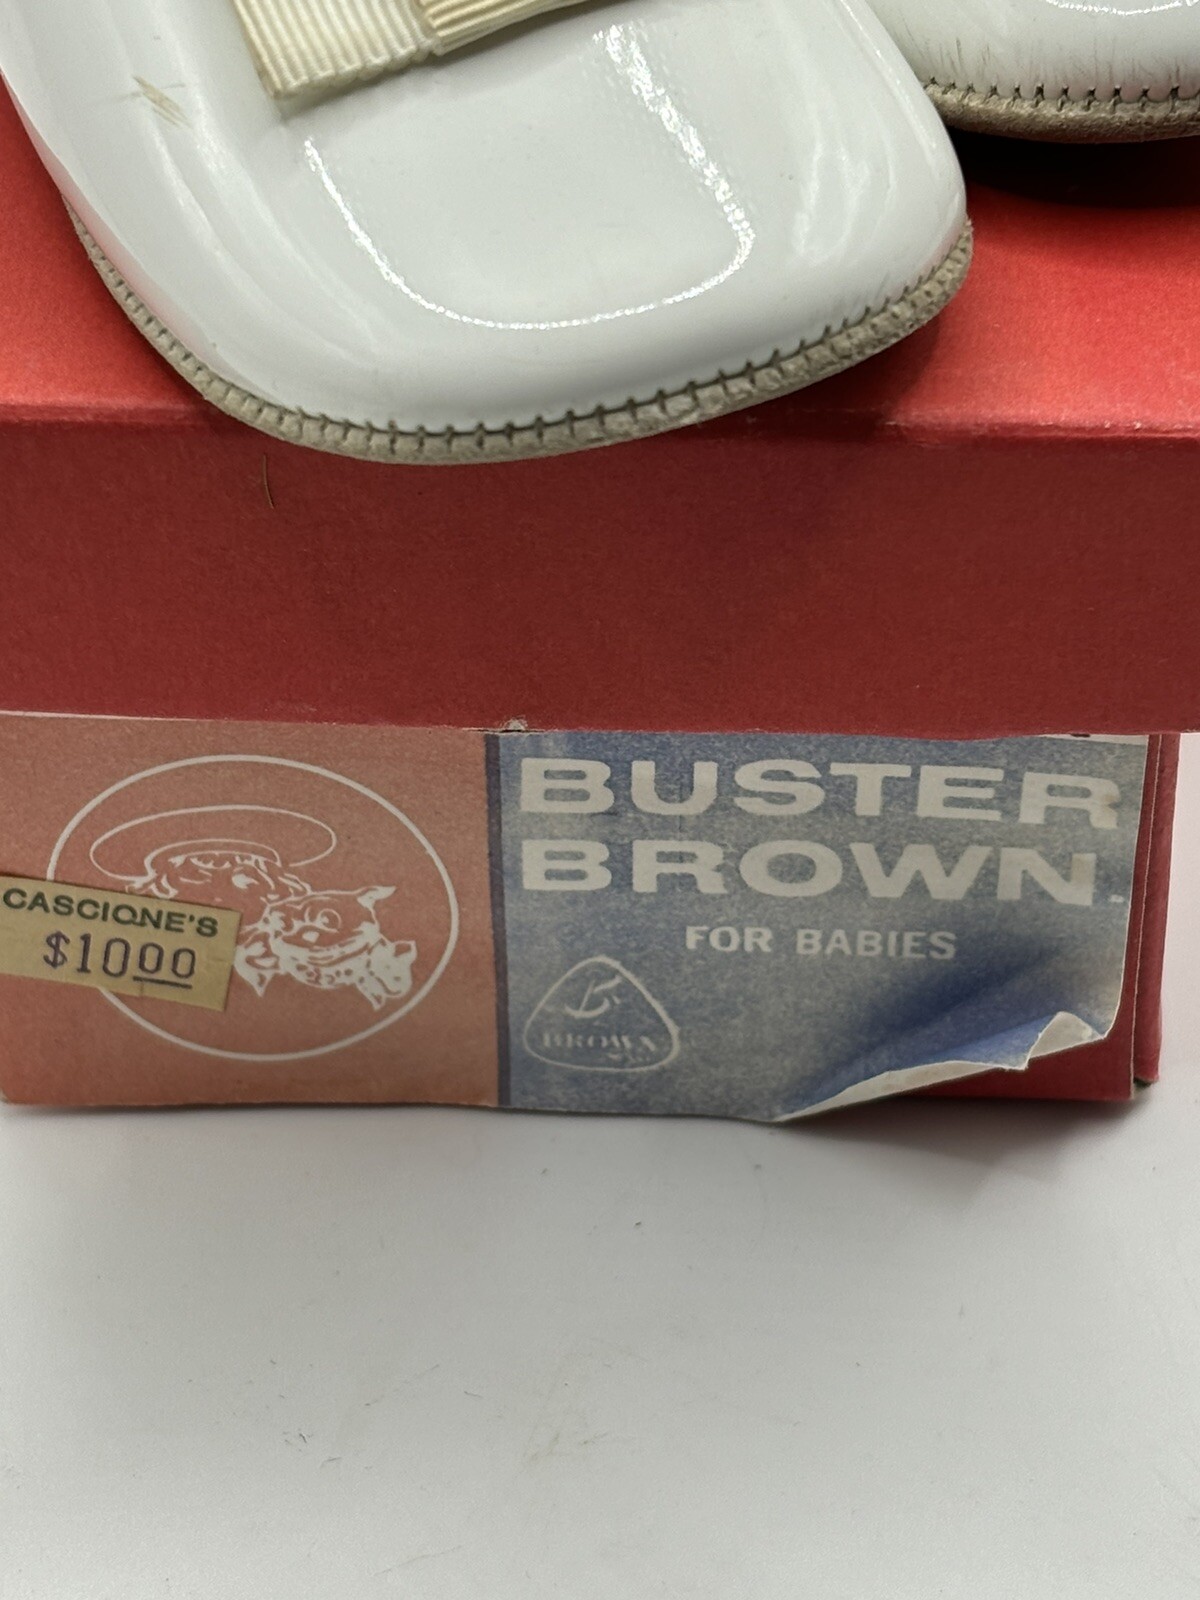 BUSTER
BROWN
FOR BABIES
CASCIONE'S
$1000
BROWN